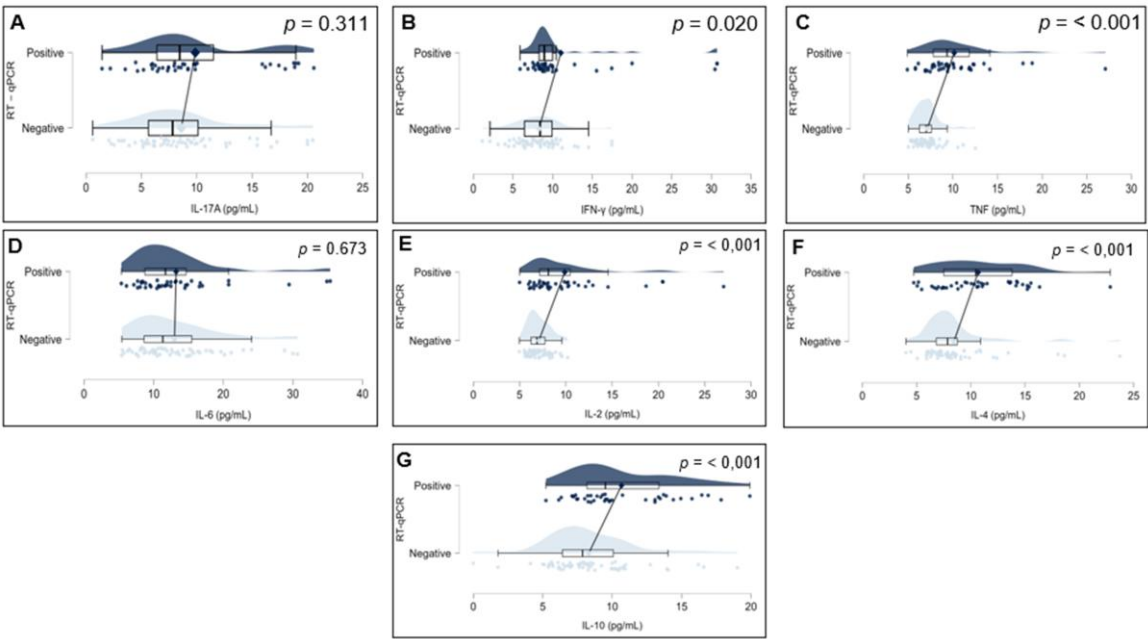 A
p = 0.311
Positive
RT – qPCR
Negative
0 5 10 15 20 25
IL-17A (pg/mL)
B
p = 0.020
Positive
RT-qPCR
Negative
0 5 10 15 20 25 30 35
IFN-γ (pg/mL)
C
p = < 0.001
Positive
RT-qPCR
Negative
0 5 10 15 20 25 30
TNF (pg/mL)
D
p = 0.673
Positive
RT-qPCR
Negative
0 10 20 30 40
IL-6 (pg/mL)
E
p = < 0,001
Positive
RT-qPCR
Negative
0 5 10 15 20 25 30
IL-2 (pg/mL)
F
p = < 0,001
Positive
RT-qPCR
Negative
0 5 10 15 20 25
IL-4 (pg/mL)
G
p = < 0,001
Positive
RT-qPCR
Negative
0 5 10 15 20
IL-10 (pg/mL)